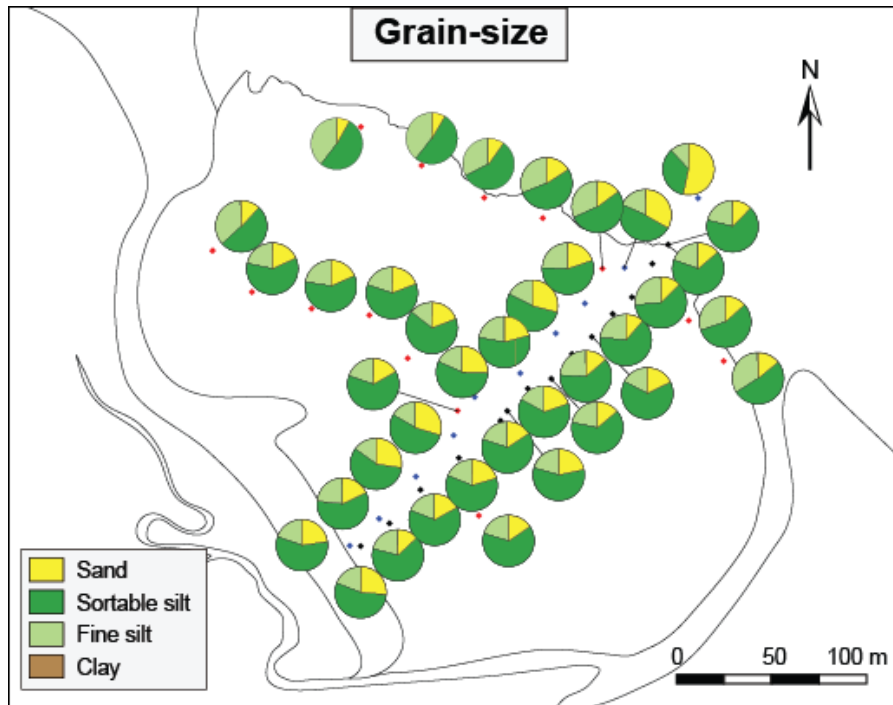 Grain-size
N
Sand
Sortable silt
Fine silt
Clay
0 50 100 m